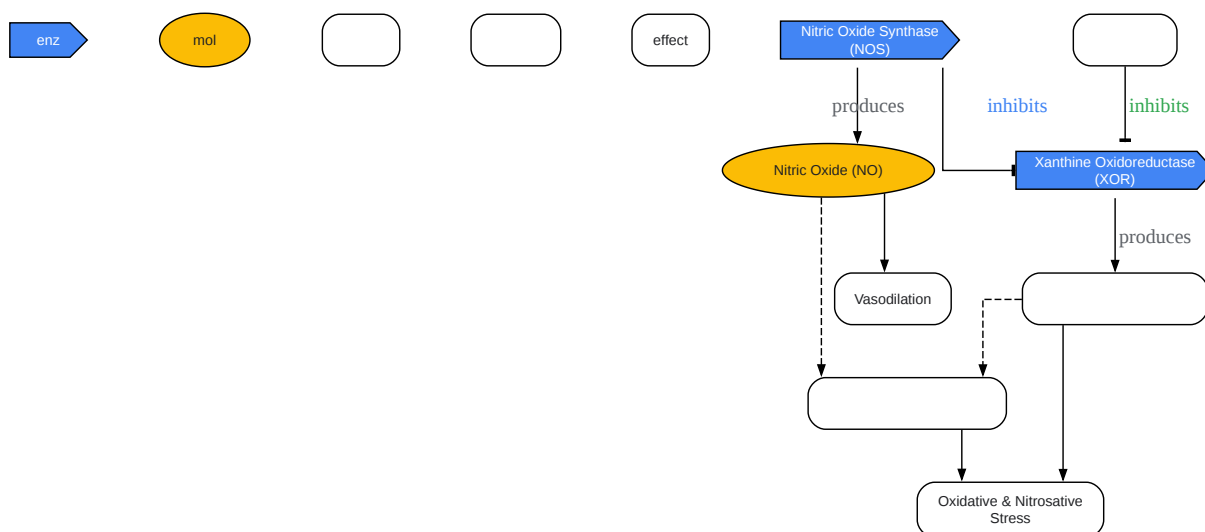 enz
mol
effect
Nitric Oxide Synthase
(NOS)
produces
inhibits
inhibits
Nitric Oxide (NO)
Xanthine Oxidoreductase
(XOR)
produces
Vasodilation
Oxidative & Nitrosative
Stress